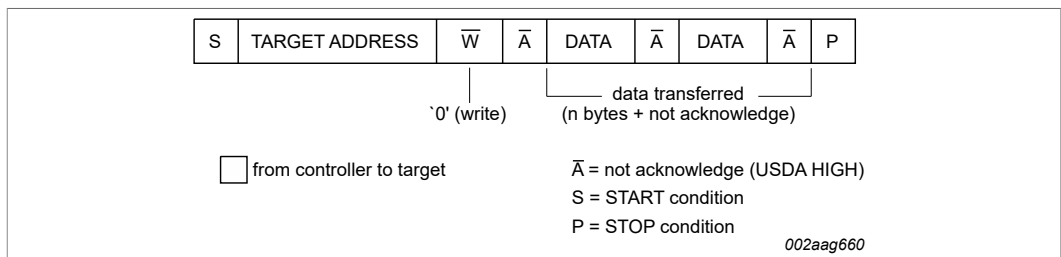 S TARGET ADDRESS W̅ A̅ DATA A̅ DATA A̅ P
data transferred
`0' (write) (n bytes + not acknowledge)
from controller to target
A̅ = not acknowledge (USDA HIGH)
S = START condition
P = STOP condition
002aag660